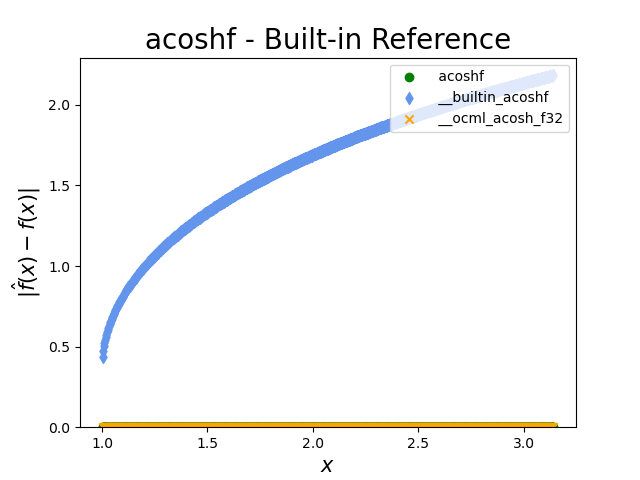 acoshf - Built-in Reference
acoshf
__builtin_acoshf
__ocml_acosh_f32
|f̂(x) − f(x)|
2.0
1.5
1.0
0.5
0.0
1.0 1.5 2.0 2.5 3.0
x